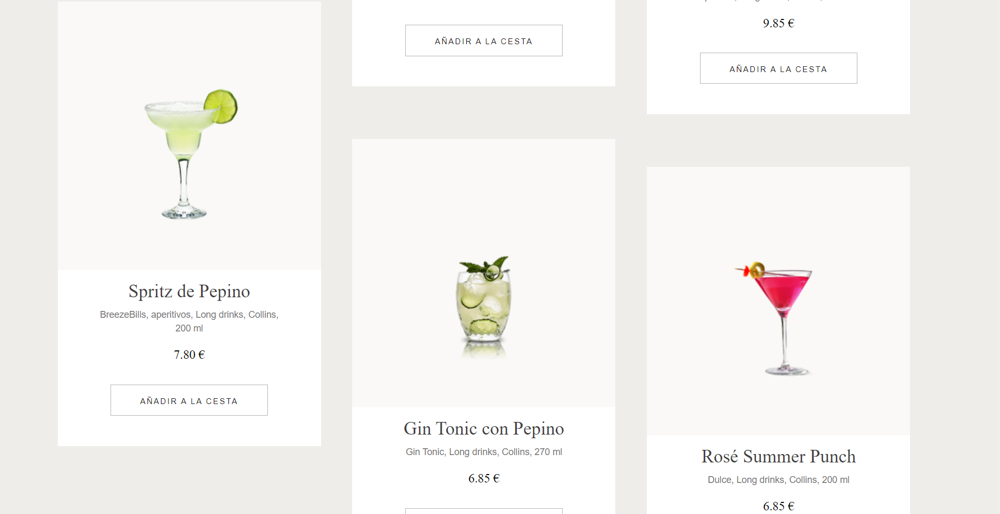 AÑADIR A LA CESTA
9.85 €
AÑADIR A LA CESTA
Spritz de Pepino
BreezeBills, aperitivos, Long drinks, Collins,
200 ml
7.80 €
AÑADIR A LA CESTA
Gin Tonic con Pepino
Gin Tonic, Long drinks, Collins, 270 ml
6.85 €
Rosé Summer Punch
Dulce, Long drinks, Collins, 200 ml
6.85 €